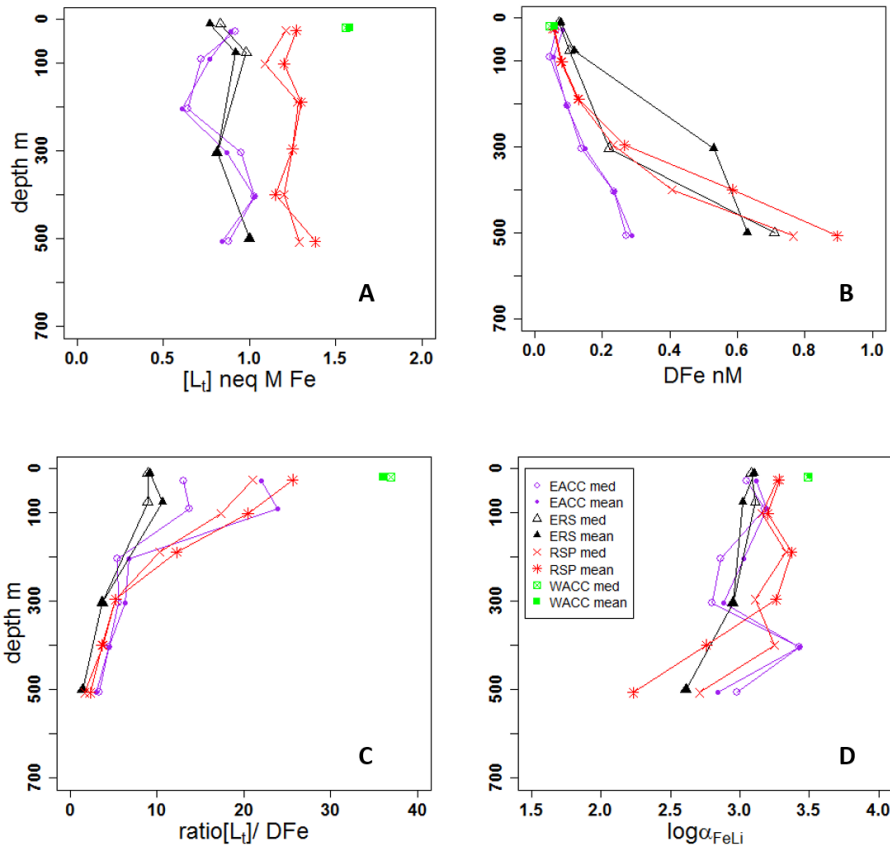 0
100
300
500
700
depth m
A
0.0
0.5
1.0
1.5
2.0
[Lt] neq M Fe
0
100
300
500
700
B
0.0
0.2
0.4
0.6
0.8
1.0
DFe nM
0
100
300
500
700
depth m
C
0
10
20
30
40
ratio[Lt]/ DFe
0
100
300
500
700
EACC med
EACC mean
ERS med
ERS mean
RSP med
RSP mean
WACC med
WACC mean
D
1.5
2.0
2.5
3.0
3.5
4.0
logαFeLi